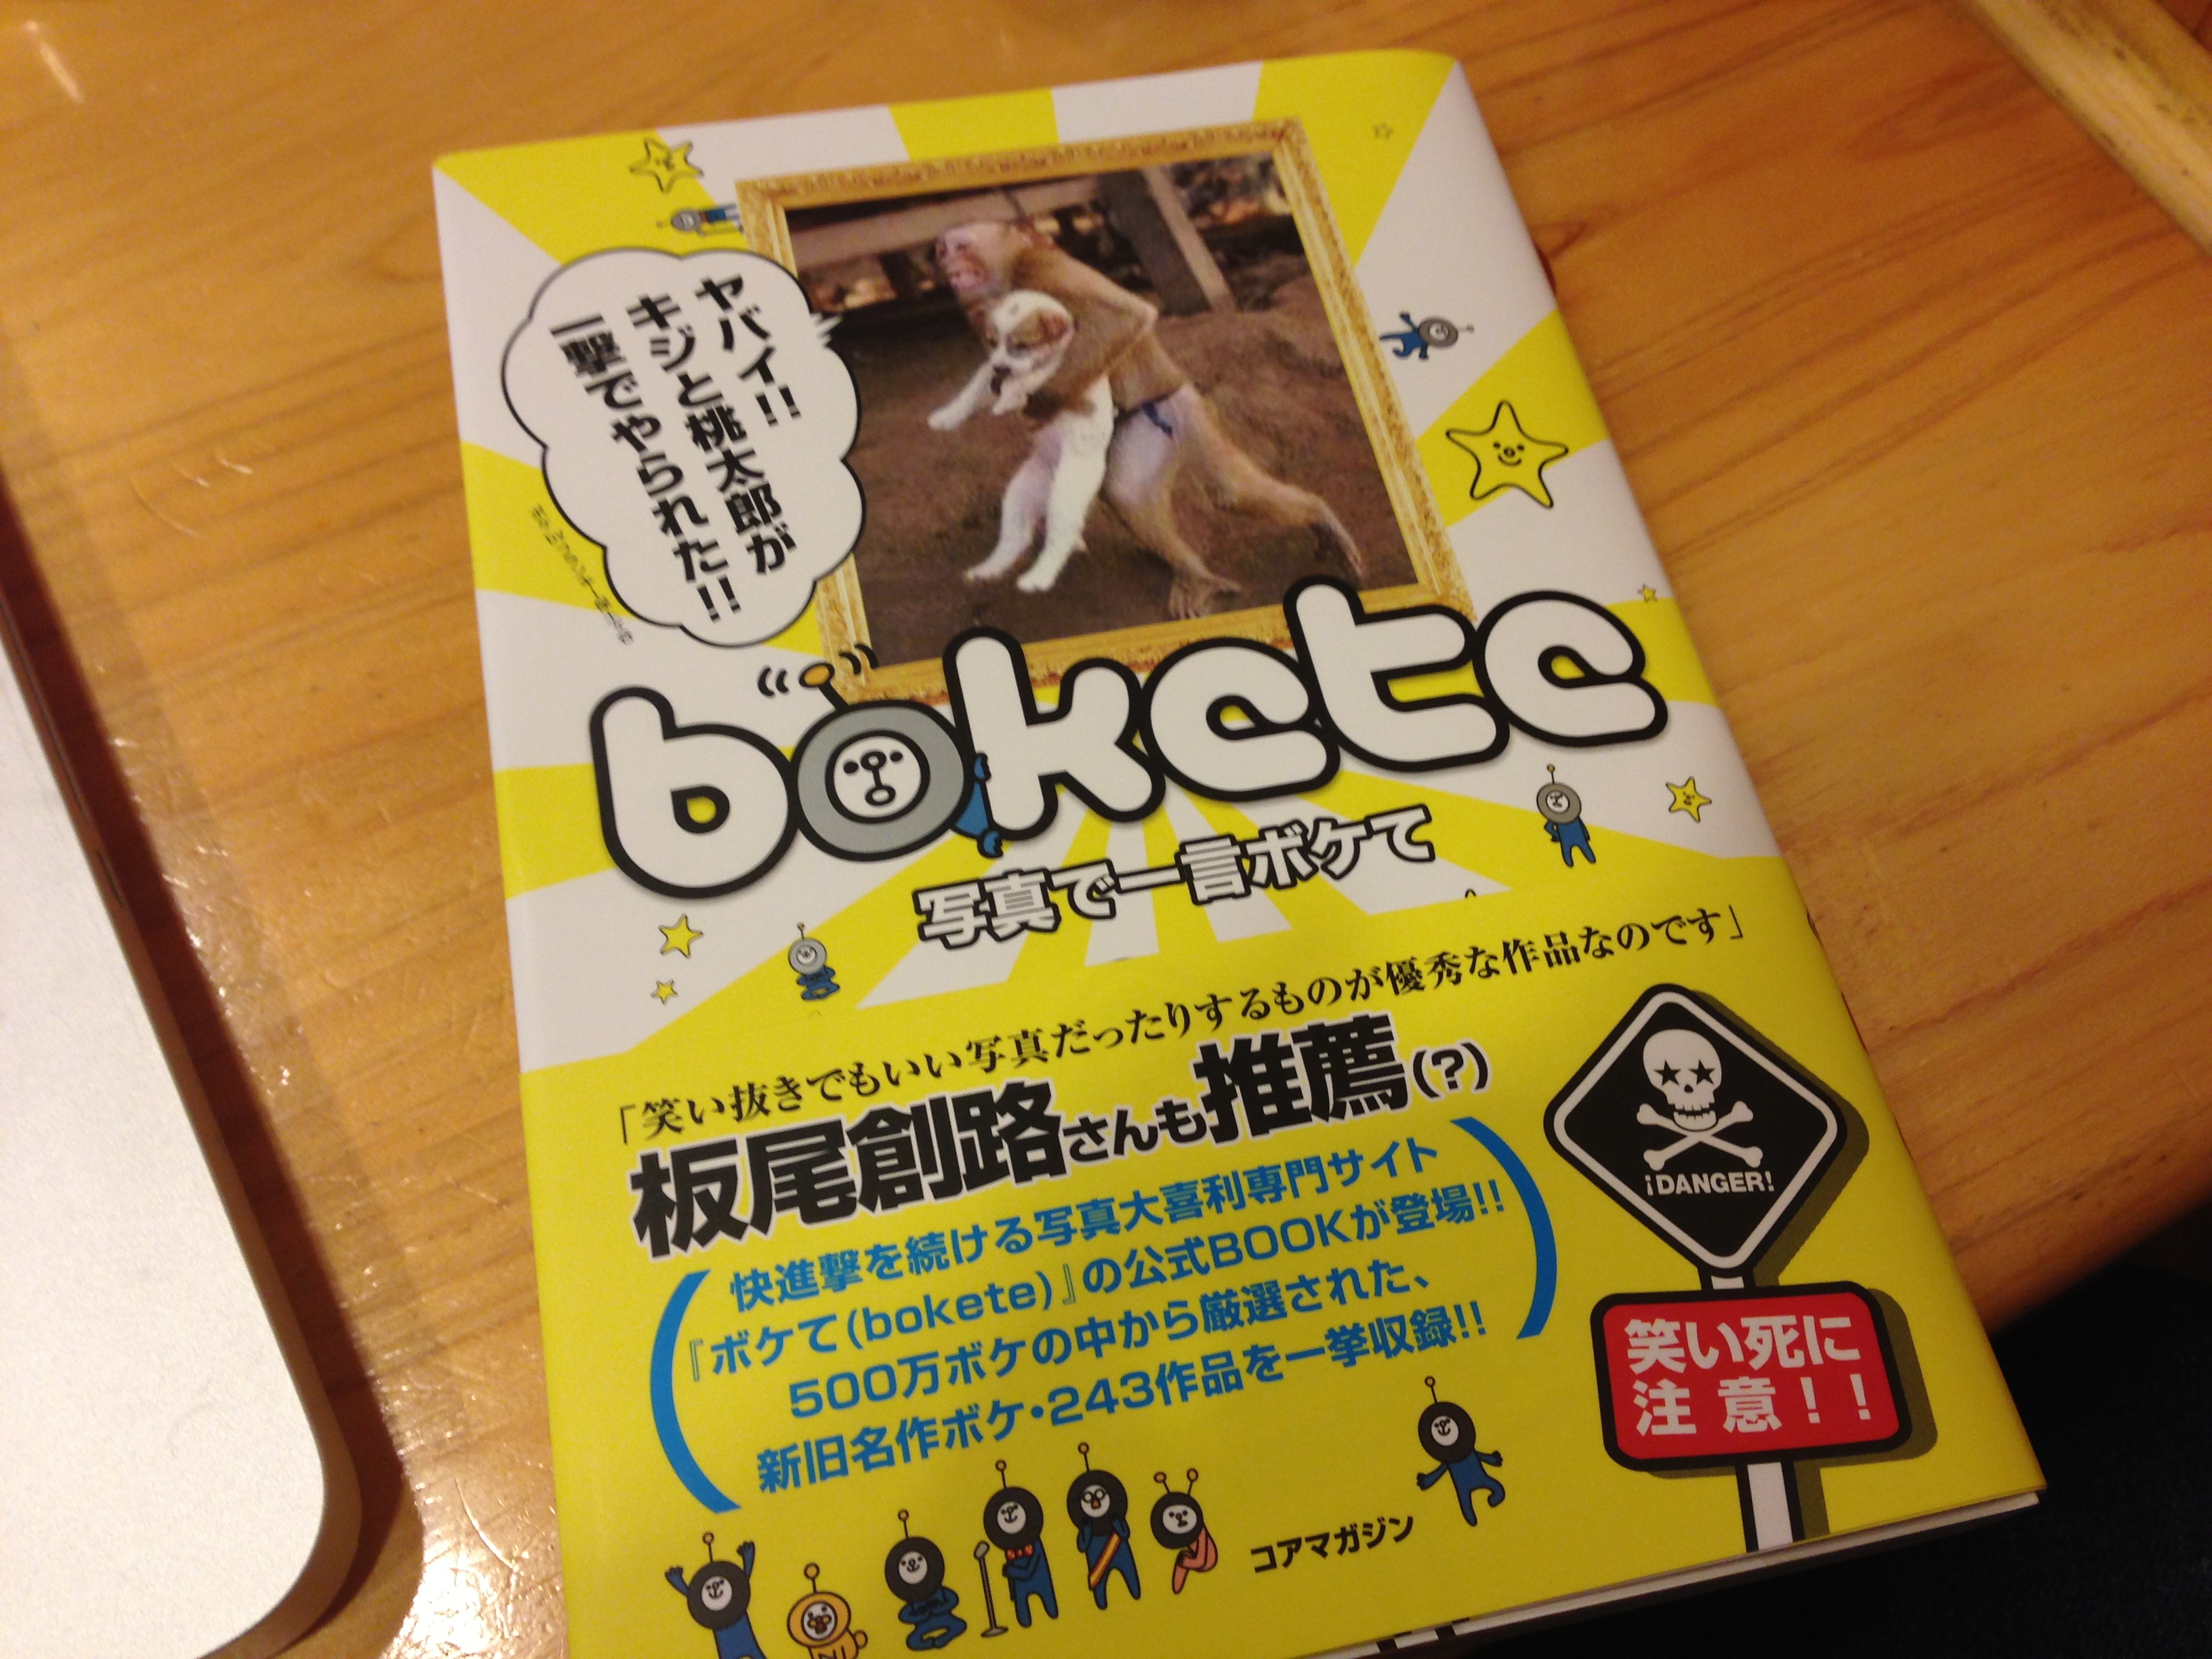 ヤバイ!!
キジと桃太郎が
一撃でやられた!!
bokete
写真で一言ボケて
「笑い抜きでもいい写真だったりするものが優秀な作品なのです」
板尾創路さんも推薦(?)
快進撃を続ける写真大喜利専門サイト
『ボケて(bokete)』の公式BOOKが登場!!
500万ボケの中から厳選された、
新旧名作ボケ・243作品を一挙収録!!
¡DANGER!
笑い死に
注意!!
コアマガジン